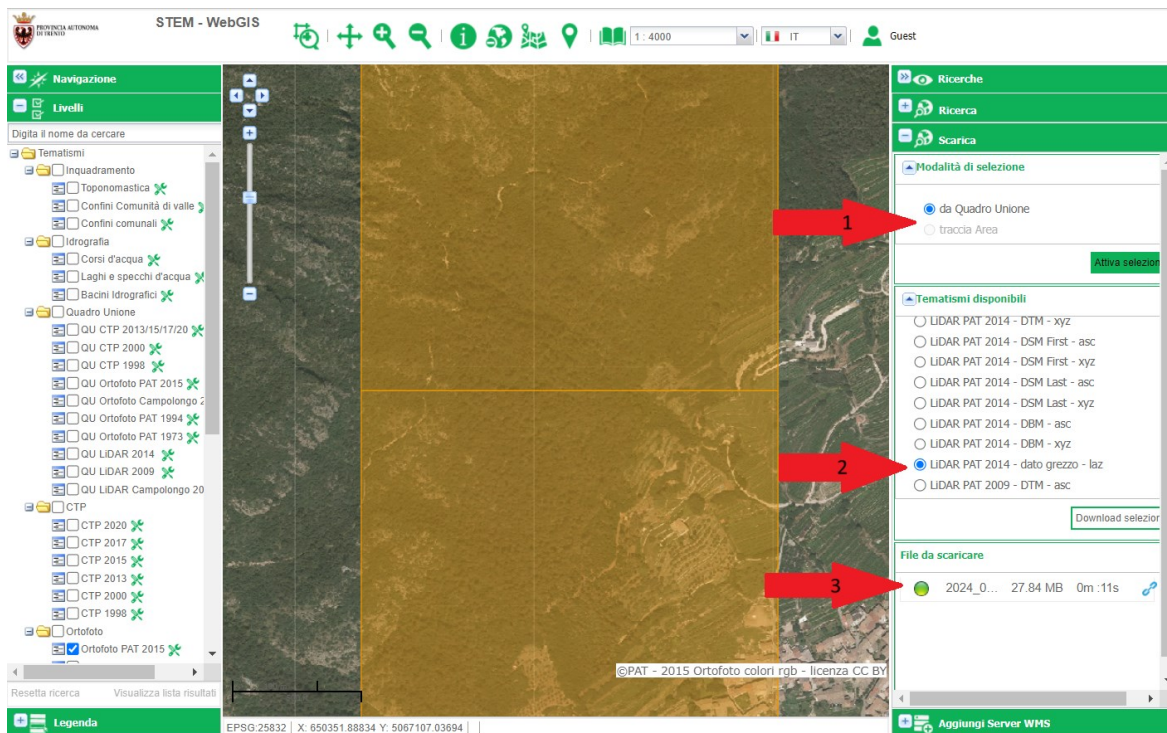 PROVINCIA AUTONOMA
DI TRENTO
STEM - WebGIS
1 : 4000
IT
Guest
Navigazione
Livelli
Digita il nome da cercare
Tematismi
Inquadramento
Toponomastica
Confini Comunità di valle
Confini comunali
Idrografia
Corsi d'acqua
Laghi e specchi d'acqua
Bacini Idrografici
Quadro Unione
QU CTP 2013/15/17/20
QU CTP 2000
QU CTP 1998
QU Ortofoto PAT 2015
QU Ortofoto Campolongo 2
QU Ortofoto PAT 1994
QU Ortofoto PAT 1973
QU LiDAR 2014
QU LiDAR 2009
QU LiDAR Campolongo 20
CTP
CTP 2020
CTP 2017
CTP 2015
CTP 2013
CTP 2000
CTP 1998
Ortofoto
Ortofoto PAT 2015
Resetta ricerca Visualizza lista risultati
Legenda
©PAT - 2015 Ortofoto colori rgb - licenza CC BY
EPSG:25832 X: 650351.88834 Y: 5067107.03694
Ricerche
Ricerca
Scarica
Modalità di selezione
1
da Quadro Unione
traccia Area
Attiva selezion
Tematismi disponibili
LiDAR PAT 2014 - DTM - xyz
LiDAR PAT 2014 - DSM First - asc
LiDAR PAT 2014 - DSM First - xyz
LiDAR PAT 2014 - DSM Last - asc
LiDAR PAT 2014 - DSM Last - xyz
LiDAR PAT 2014 - DBM - asc
LiDAR PAT 2014 - DBM - xyz
2
LiDAR PAT 2014 - dato grezzo - laz
LiDAR PAT 2009 - DTM - asc
Download selezion
File da scaricare
3
2024_0... 27.84 MB 0m :11s
Aggiungi Server WMS